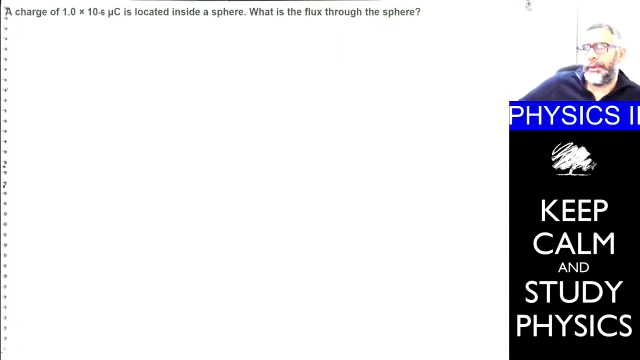 A charge of 1.0 × 10-6 µC is located inside a sphere. What is the flux through the sphere?
PHYSICS II
KEEP
CALM
AND
STUDY
PHYSICS